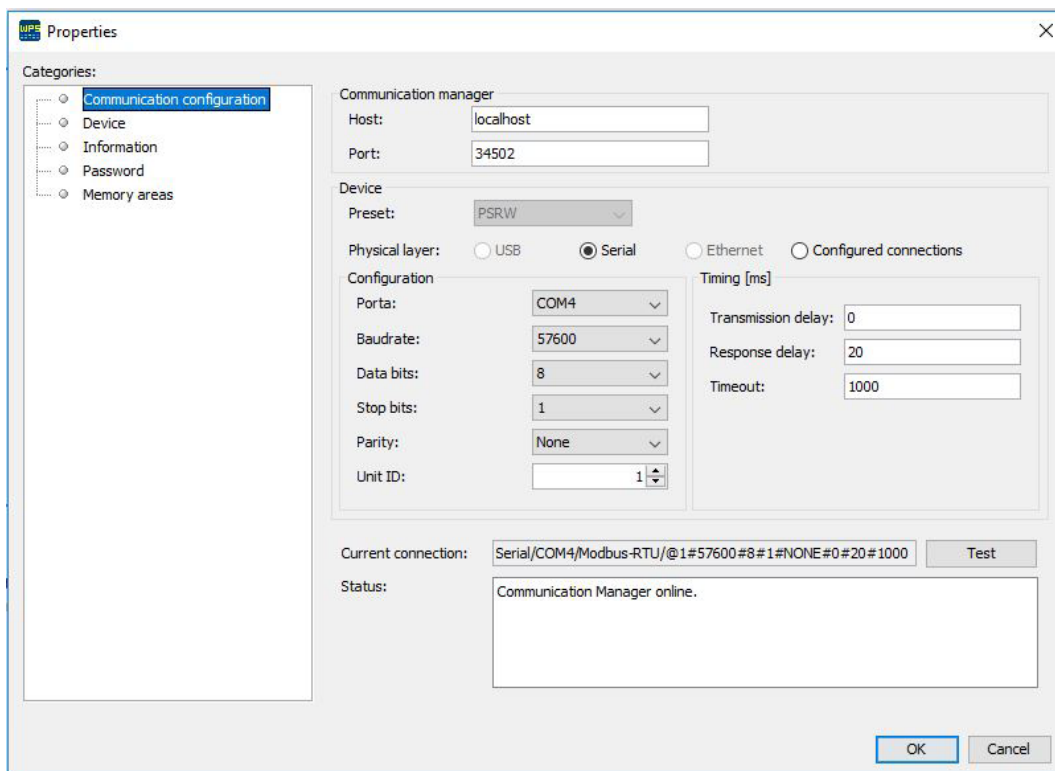 WPS
Properties
Categories:
Communication configuration
Device
Information
Password
Memory areas
Communication manager
Host: localhost
Port: 34502
Device
Preset: PSRW
Physical layer: USB Serial Ethernet Configured connections
Configuration
Porta: COM4
Baudrate: 57600
Data bits: 8
Stop bits: 1
Parity: None
Unit ID: 1
Timing [ms]
Transmission delay: 0
Response delay: 20
Timeout: 1000
Current connection: Serial/COM4/Modbus-RTU/@1#57600#8#1#NONE#0#20#1000 Test
Status: Communication Manager online.
OK Cancel